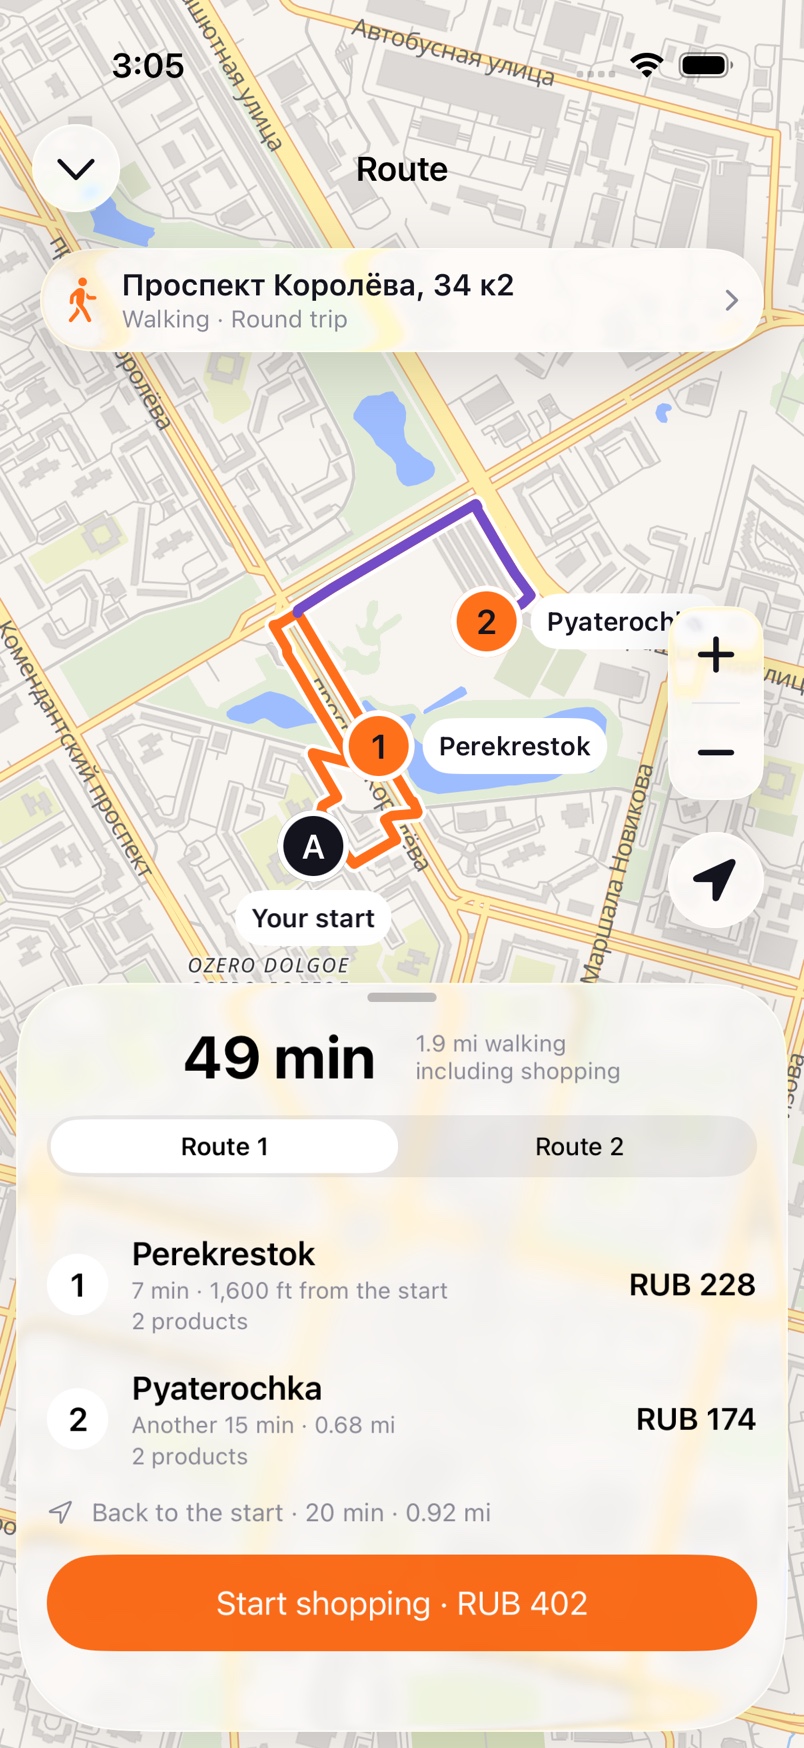 3:05
Автобусная улица
Route
Проспект Королёва, 34 к2
Walking · Round trip
Комендантский проспект
2
Pyateroch
1
Perekrestok
A
Your start
Маршала Новикова
OZERO DOLGOE
49 min
1.9 mi walking
including shopping
Route 1
Route 2
1
Perekrestok
7 min · 1,600 ft from the start
2 products
RUB 228
2
Pyaterochka
Another 15 min · 0.68 mi
2 products
RUB 174
Back to the start · 20 min · 0.92 mi
Start shopping · RUB 402